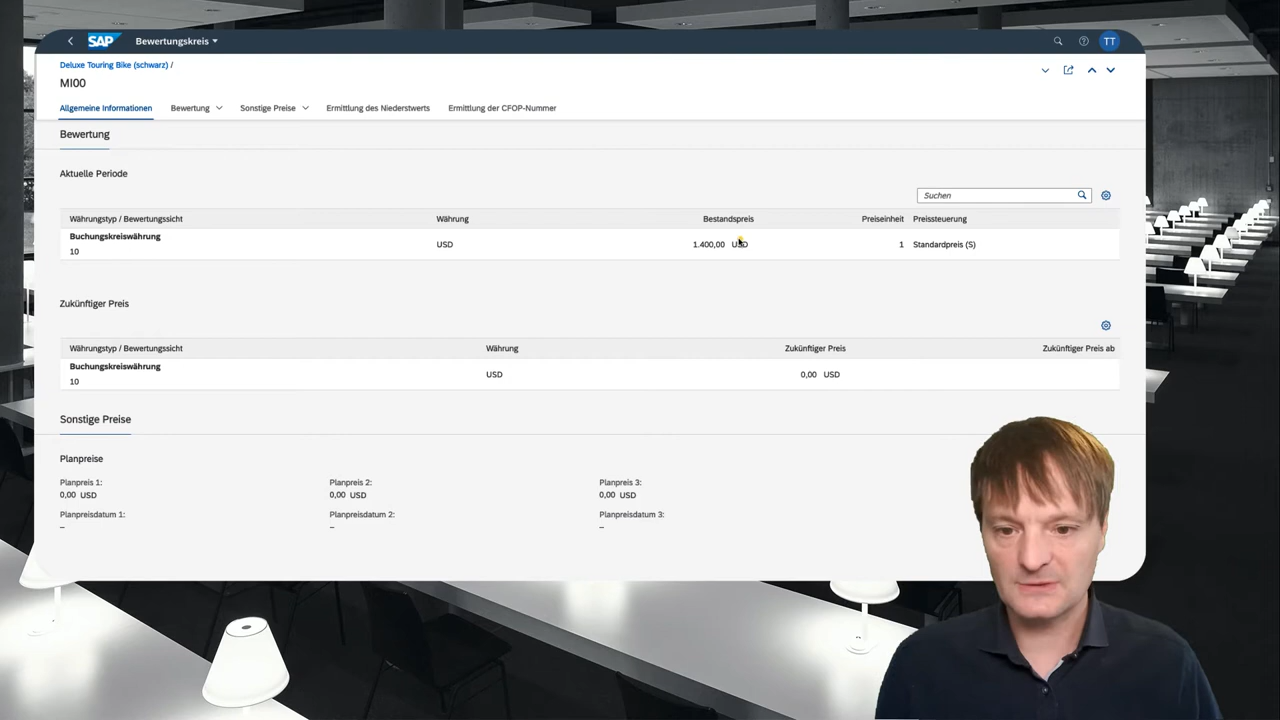 SAP Bewertungskreis TT
Deluxe Touring Bike (schwarz) /
MI00
Allgemeine Informationen Bewertung Sonstige Preise Ermittlung des Niederstwerts Ermittlung der CFOP-Nummer
Bewertung
Aktuelle Periode
Suchen
Währungstyp / Bewertungssicht Währung Bestandspreis Preiseinheit Preissteuerung
Buchungskreiswährung
10 USD 1.400,00 USD 1 Standardpreis (S)
Zukünftiger Preis
Währungstyp / Bewertungssicht Währung Zukünftiger Preis Zukünftiger Preis ab
Buchungskreiswährung
10 USD 0,00 USD
Sonstige Preise
Planpreise
Planpreis 1: Planpreis 2: Planpreis 3:
0,00 USD 0,00 USD 0,00 USD
Planpreisdatum 1: Planpreisdatum 2: Planpreisdatum 3:
– – –